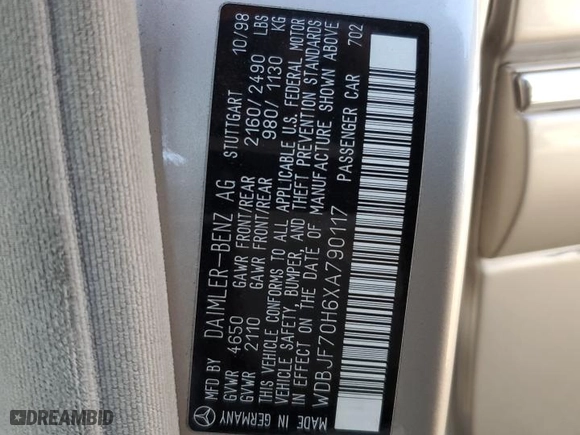 MFD. BY DAIMLER-BENZ AG STUTTGART 10/98
GVWR 4650 GAWR FRONT/REAR 2160/2490 LBS
GVWR 2110 GAWR FRONT/REAR 980/1130 KG
THIS VEHICLE CONFORMS TO ALL APPLICABLE U.S. FEDERAL MOTOR
VEHICLE SAFETY, BUMPER, AND THEFT PREVENTION STANDARDS
IN EFFECT ON THE DATE OF MANUFACTURE SHOWN ABOVE
WDBJF70H6XA790117 PASSENGER CAR 702
MADE IN GERMANY
DREAMBID